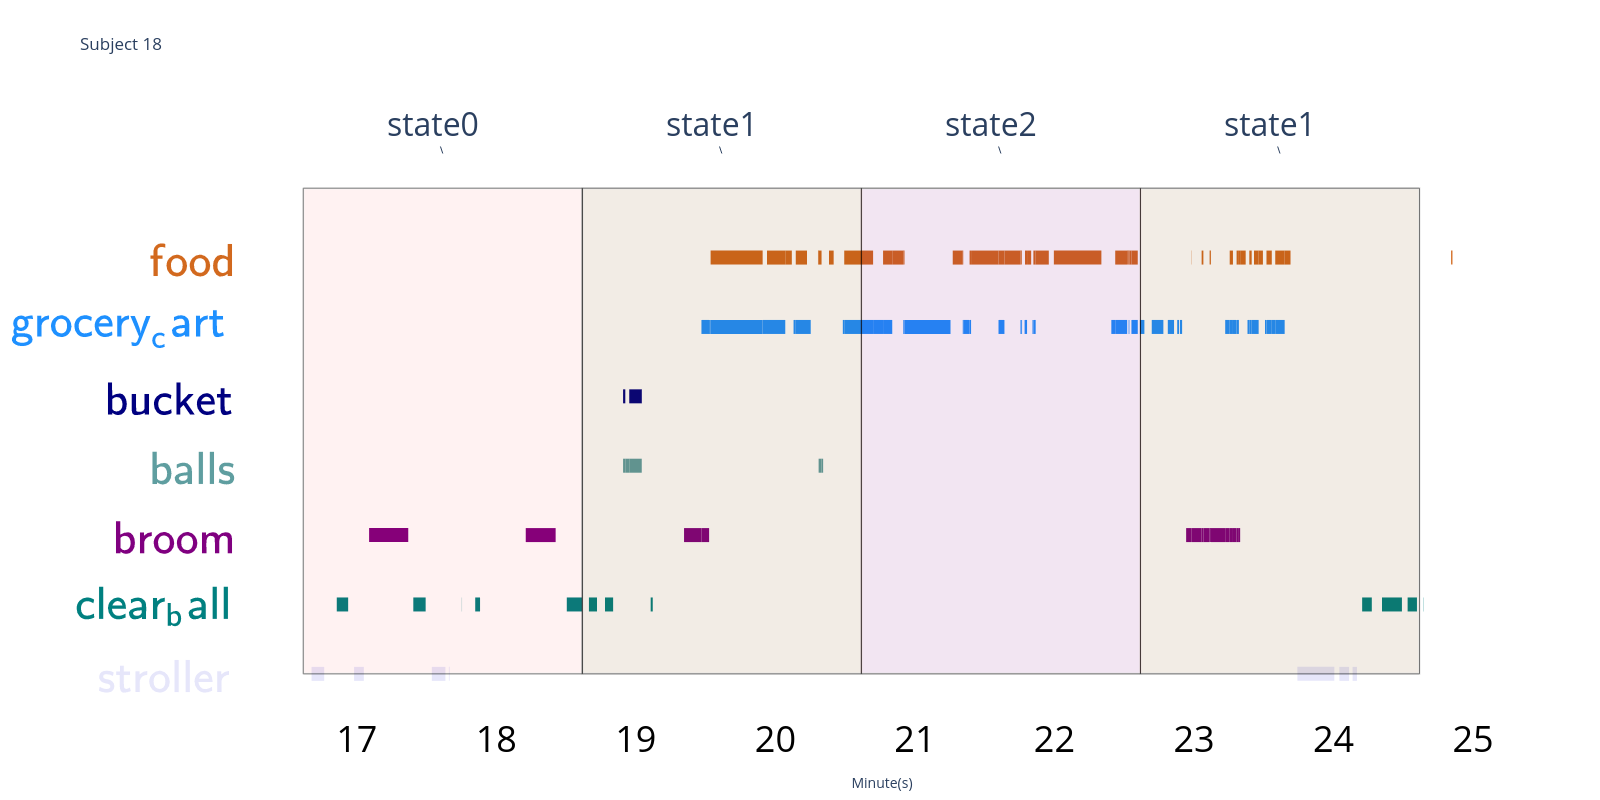 Subject 18
state0 state1 state2 state1
food
grocery_cart
bucket
balls
broom
clear_ball
stroller
17 18 19 20 21 22 23 24 25
Minute(s)